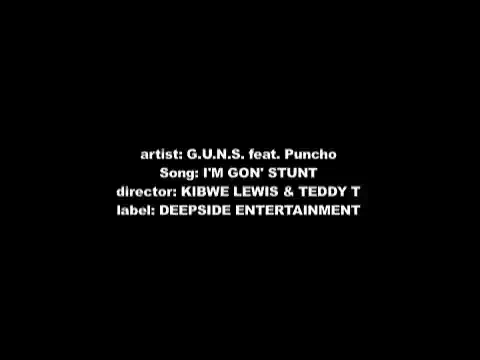 artist: G.U.N.S. feat. Puncho
Song: I'M GON' STUNT
director: KIBWE LEWIS & TEDDY T
label: DEEPSIDE ENTERTAINMENT